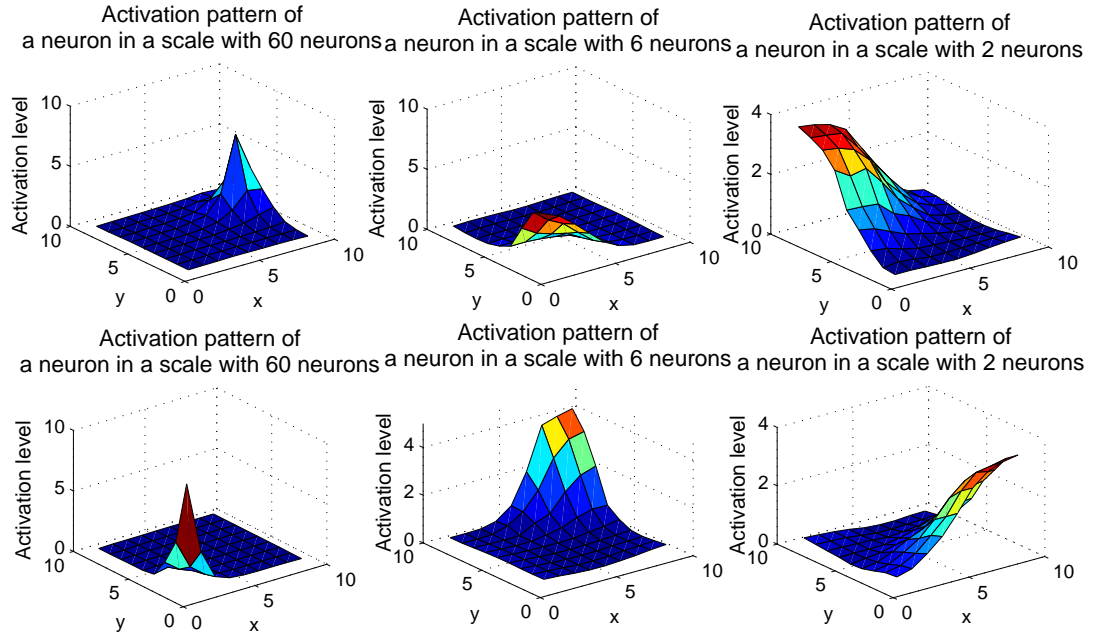 Activation pattern of
a neuron in a scale with 60 neurons
Activation level
10
5
0
10
5
0
0
5
10
y
x
Activation pattern of
a neuron in a scale with 6 neurons
Activation level
10
5
0
10
5
0
0
5
10
y
x
Activation pattern of
a neuron in a scale with 2 neurons
Activation level
4
2
0
10
5
0
0
5
10
y
x
Activation pattern of
a neuron in a scale with 60 neurons
Activation level
10
5
0
10
5
0
0
5
10
y
x
Activation pattern of
a neuron in a scale with 6 neurons
Activation level
4
2
0
10
5
0
0
5
10
y
x
Activation pattern of
a neuron in a scale with 2 neurons
Activation level
4
2
0
10
5
0
0
5
10
y
x